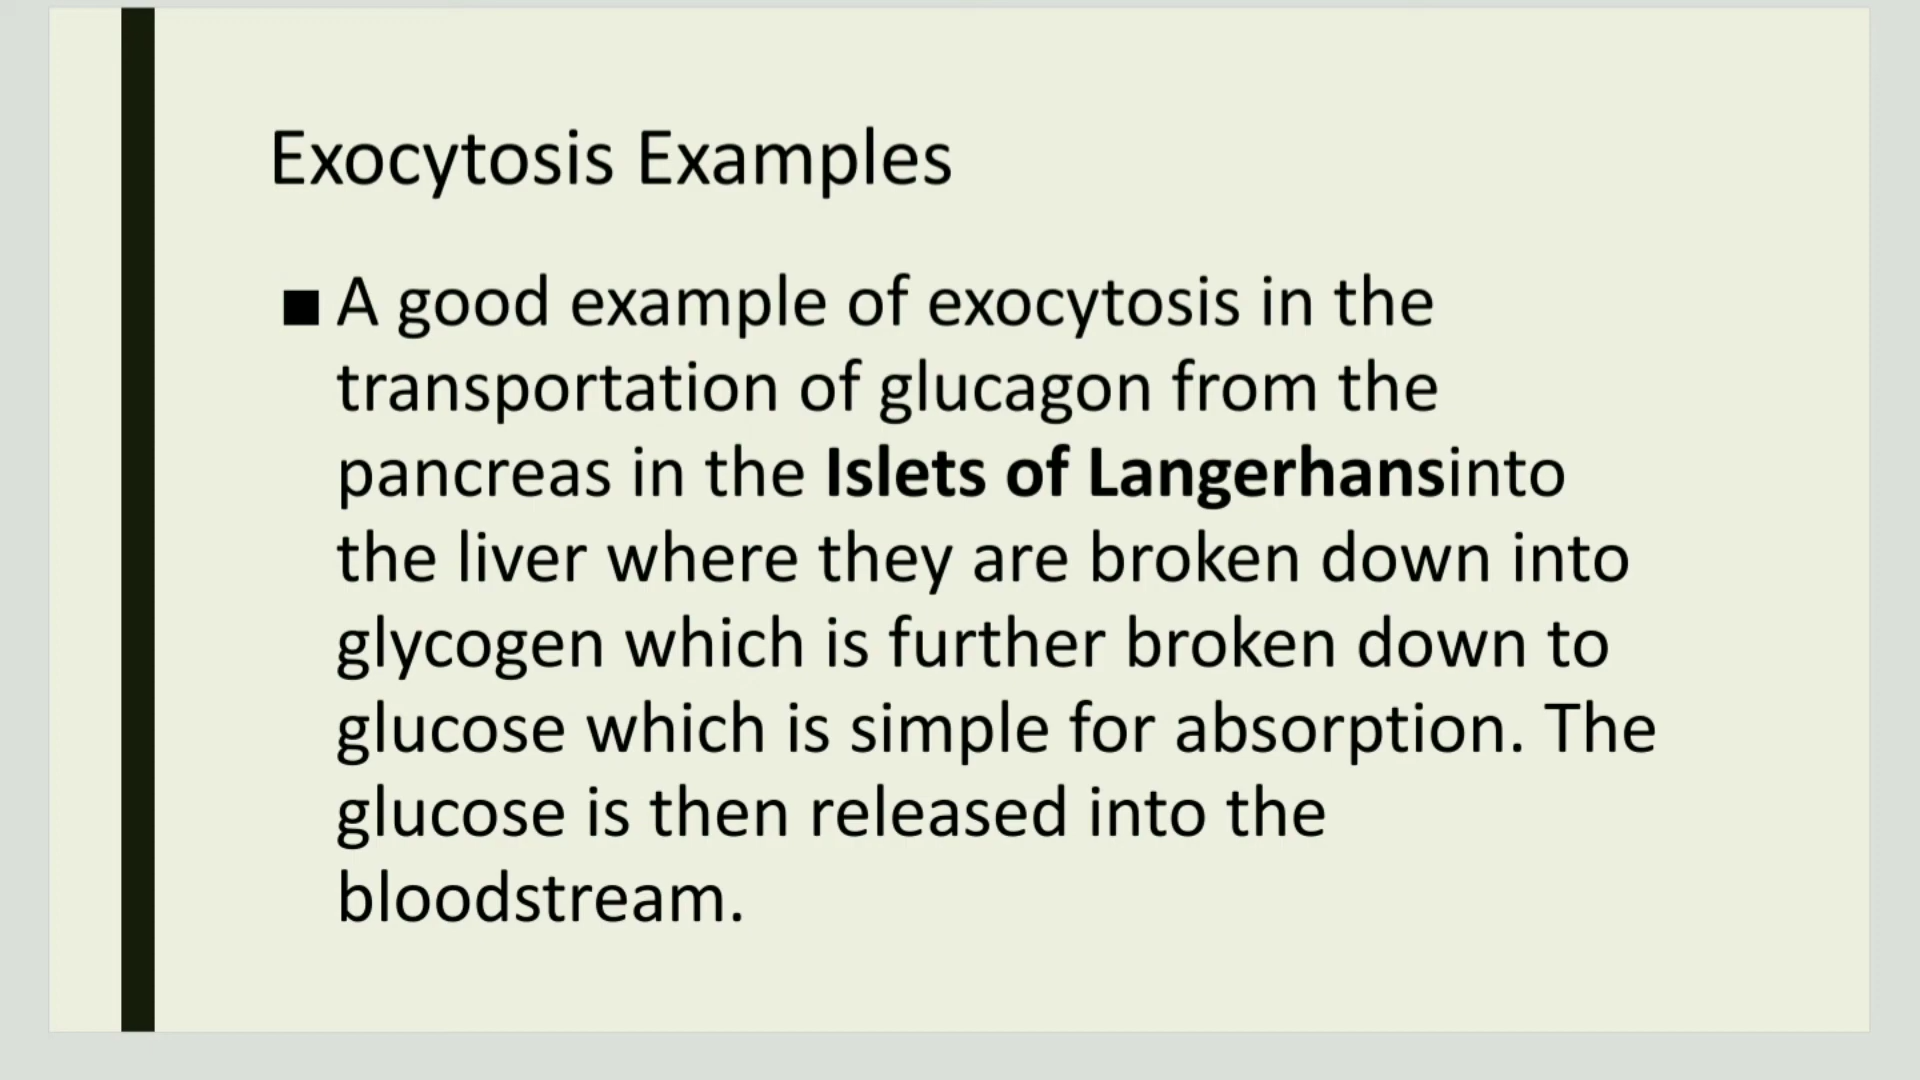 Exocytosis Examples
■ A good example of exocytosis in the
transportation of glucagon from the
pancreas in the Islets of Langerhansinto
the liver where they are broken down into
glycogen which is further broken down to
glucose which is simple for absorption. The
glucose is then released into the
bloodstream.